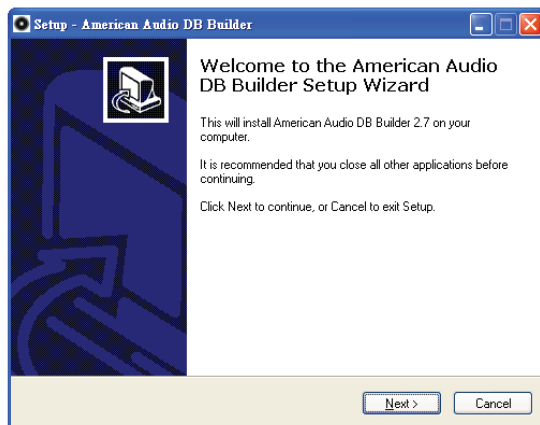 Setup - American Audio DB Builder
Welcome to the American Audio
DB Builder Setup Wizard
This will install American Audio DB Builder 2.7 on your
computer.
It is recommended that you close all other applications before
continuing.
Click Next to continue, or Cancel to exit Setup.
Next >
Cancel